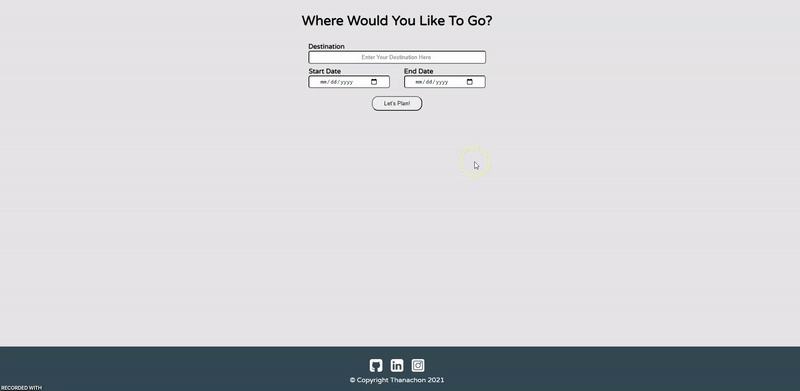 Where Would You Like To Go?
Destination
Enter Your Destination Here
Start Date End Date
mm/dd/yyyy mm/dd/yyyy
Let's Plan!
© Copyright Thanachon 2021
RECORDED WITH